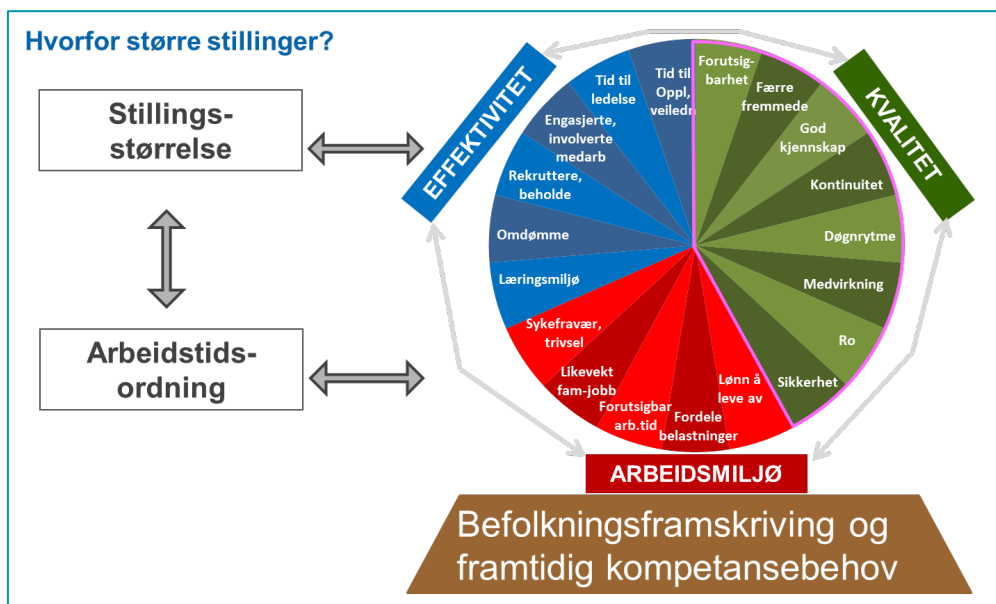 Hvorfor større stillinger?
Stillings-
størrelse
Arbeidstids-
ordning
EFFEKTIVITET
KVALITET
ARBEIDSMILJØ
Forutsig-
barhet
Færre
fremmede
God
kjennskap
Kontinuitet
Døgnrytme
Medvirkning
Ro
Sikkerhet
Lønn å
leve av
Fordele
belastninger
Forutsigbar
arb.tid
Likevekt
fam-jobb
Sykefravær,
trivsel
Læringsmiljø
Omdømme
Rekruttere,
beholde
Engasjerte,
involverte
medarb
Tid til
ledelse
Tid til
Oppl,
veiledn
Befolkningsframskriving og
framtidig kompetansebehov